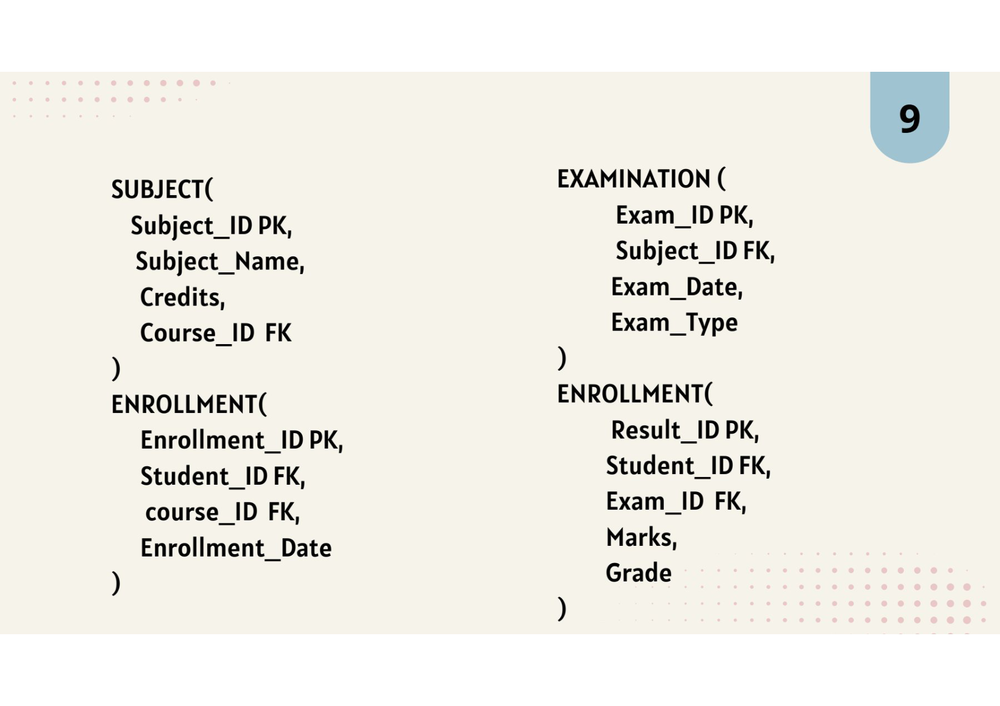 9
SUBJECT(
Subject_ID PK,
Subject_Name,
Credits,
Course_ID FK
)
ENROLLMENT(
Enrollment_ID PK,
Student_ID FK,
course_ID FK,
Enrollment_Date
)
EXAMINATION (
Exam_ID PK,
Subject_ID FK,
Exam_Date,
Exam_Type
)
ENROLLMENT(
Result_ID PK,
Student_ID FK,
Exam_ID FK,
Marks,
Grade
)